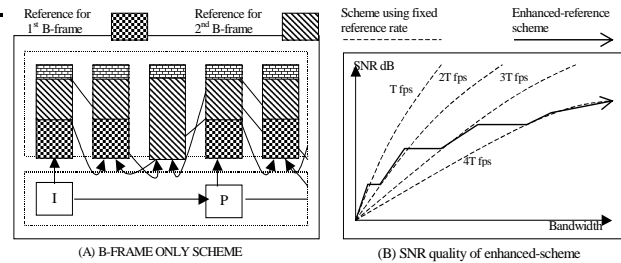 Reference for
1st B-frame
Reference for
2nd B-frame
I
P
(A) B-FRAME ONLY SCHEME
Scheme using fixed
reference rate
Enhanced-reference
scheme
SNR dB
T fps
2T fps
3T fps
4T fps
Bandwidth
(B) SNR quality of enhanced-scheme